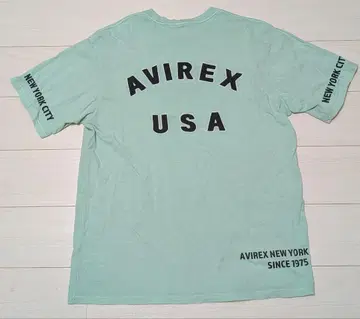 AVIREX
USA
NEW YORK CITY
NEW YORK CITY
AVIREX NEW YORK
SINCE 1975